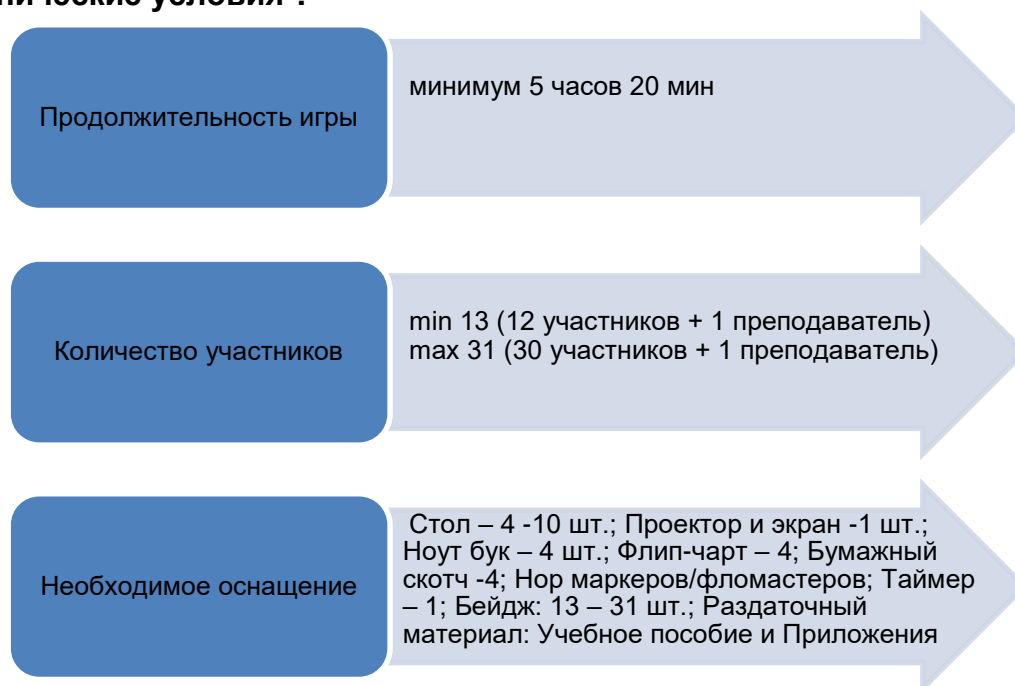 Продолжительность игры
минимум 5 часов 20 мин
Количество участников
min 13 (12 участников + 1 преподаватель)
max 31 (30 участников + 1 преподаватель)
Необходимое оснащение
Стол – 4 -10 шт.; Проектор и экран -1 шт.;
Ноут бук – 4 шт.; Флип-чарт – 4; Бумажный
скотч -4; Нор маркеров/фломастеров; Таймер
– 1; Бейдж: 13 – 31 шт.; Раздаточный
материал: Учебное пособие и Приложения